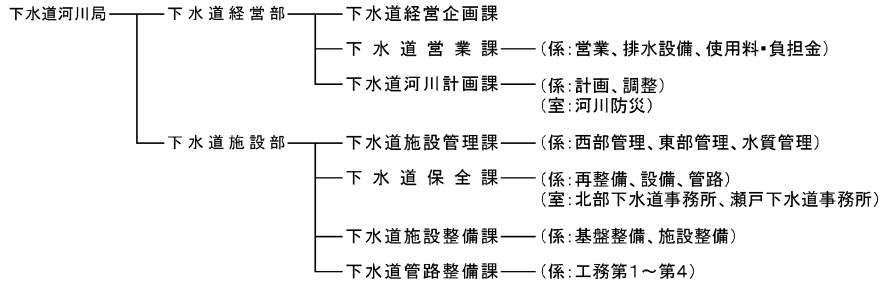 下水道河川局 下水道経営部 下水道経営企画課
下水道営業課 (係:営業、排水設備、使用料・負担金)
下水道河川計画課 (係:計画、調整)
(室:河川防災)
下水道施設部 下水道施設管理課 (係:西部管理、東部管理、水質管理)
下水道保全課 (係:再整備、設備、管路)
(室:北部下水道事務所、瀬戸下水道事務所)
下水道施設整備課 (係:基盤整備、施設整備)
下水道管路整備課 (係:工務第1～第4)